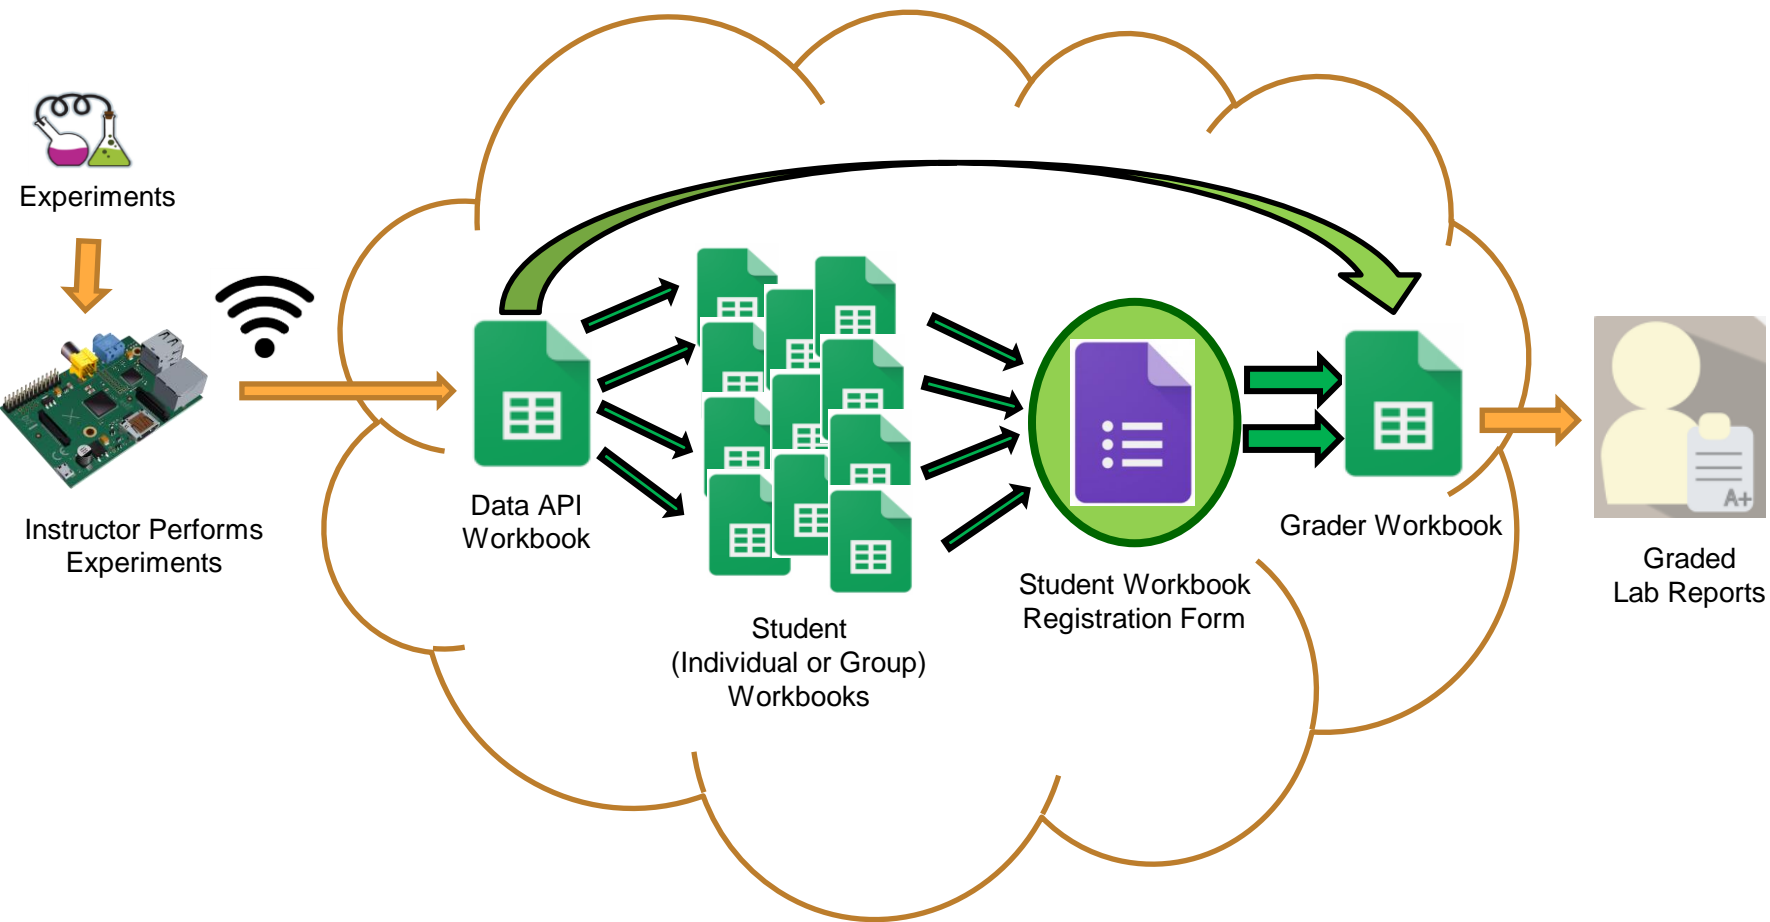 Experiments
Instructor Performs
Experiments
Data API
Workbook
Student
(Individual or Group)
Workbooks
Student Workbook
Registration Form
Grader Workbook
A+
Graded
Lab Reports